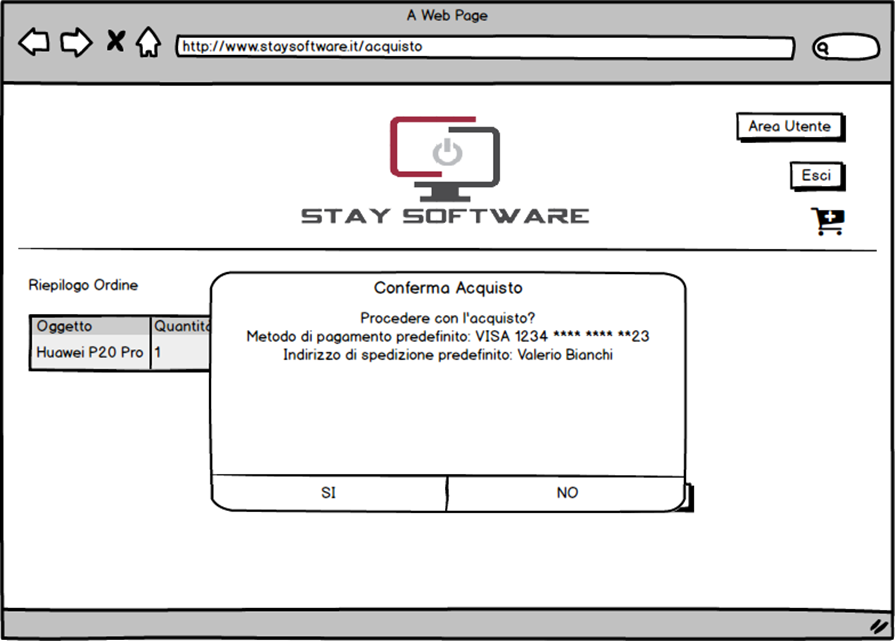 A Web Page
http://www.staysoftware.it/acquisto
Area Utente
Esci
STAY SOFTWARE
Riepilogo Ordine
Conferma Acquisto
Procedere con l'acquisto?
Metodo di pagamento predefinito: VISA 1234 **** **** **23
Indirizzo di spedizione predefinito: Valerio Bianchi
Oggetto Quantità
Huawei P20 Pro 1
SI NO